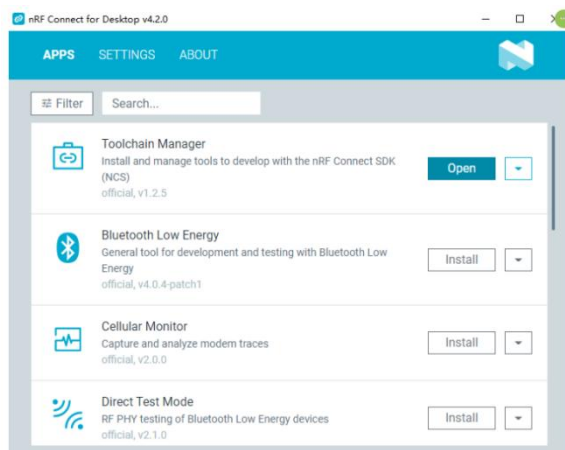 nRF Connect for Desktop v4.2.0
APPS SETTINGS ABOUT
Filter Search...
Toolchain Manager
Install and manage tools to develop with the nRF Connect SDK
(NCS)
official, v1.2.5
Open
Bluetooth Low Energy
General tool for development and testing with Bluetooth Low
Energy
official, v4.0.4-patch1
Install
Cellular Monitor
Capture and analyze modem traces
official, v2.0.0
Install
Direct Test Mode
RF PHY testing of Bluetooth Low Energy devices
official, v2.1.0
Install